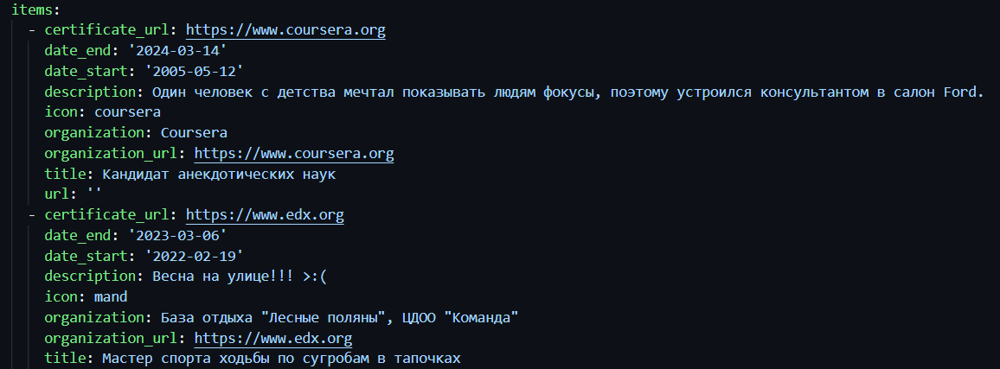 items:
- certificate_url: https://www.coursera.org
date_end: '2024-03-14'
date_start: '2005-05-12'
description: Один человек с детства мечтал показывать людям фокусы, поэтому устроился консультантом в салон Ford.
icon: coursera
organization: Coursera
organization_url: https://www.coursera.org
title: Кандидат анекдотических наук
url: ''
- certificate_url: https://www.edx.org
date_end: '2023-03-06'
date_start: '2022-02-19'
description: Весна на улице!!! >:(
icon: mand
organization: База отдыха "Лесные поляны", ЦДОО "Команда"
organization_url: https://www.edx.org
title: Мастер спорта ходьбы по сугробам в тапочках